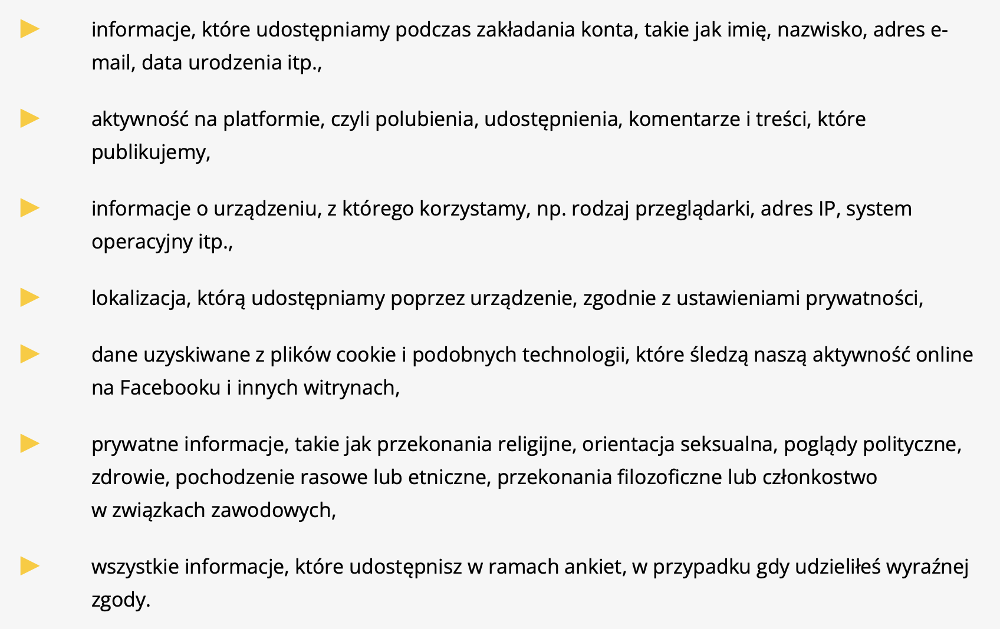 informacje, które udostępniamy podczas zakładania konta, takie jak imię, nazwisko, adres e-
mail, data urodzenia itp.,
aktywność na platformie, czyli polubienia, udostępnienia, komentarze i treści, które
publikujemy,
informacje o urządzeniu, z którego korzystamy, np. rodzaj przeglądarki, adres IP, system
operacyjny itp.,
lokalizacja, którą udostępniamy poprzez urządzenie, zgodnie z ustawieniami prywatności,
dane uzyskiwane z plików cookie i podobnych technologii, które śledzą naszą aktywność online
na Facebooku i innych witrynach,
prywatne informacje, takie jak przekonania religijne, orientacja seksualna, poglądy polityczne,
zdrowie, pochodzenie rasowe lub etniczne, przekonania filozoficzne lub członkostwo
w związkach zawodowych,
wszystkie informacje, które udostępnisz w ramach ankiet, w przypadku gdy udzieliłeś wyraźnej
zgody.